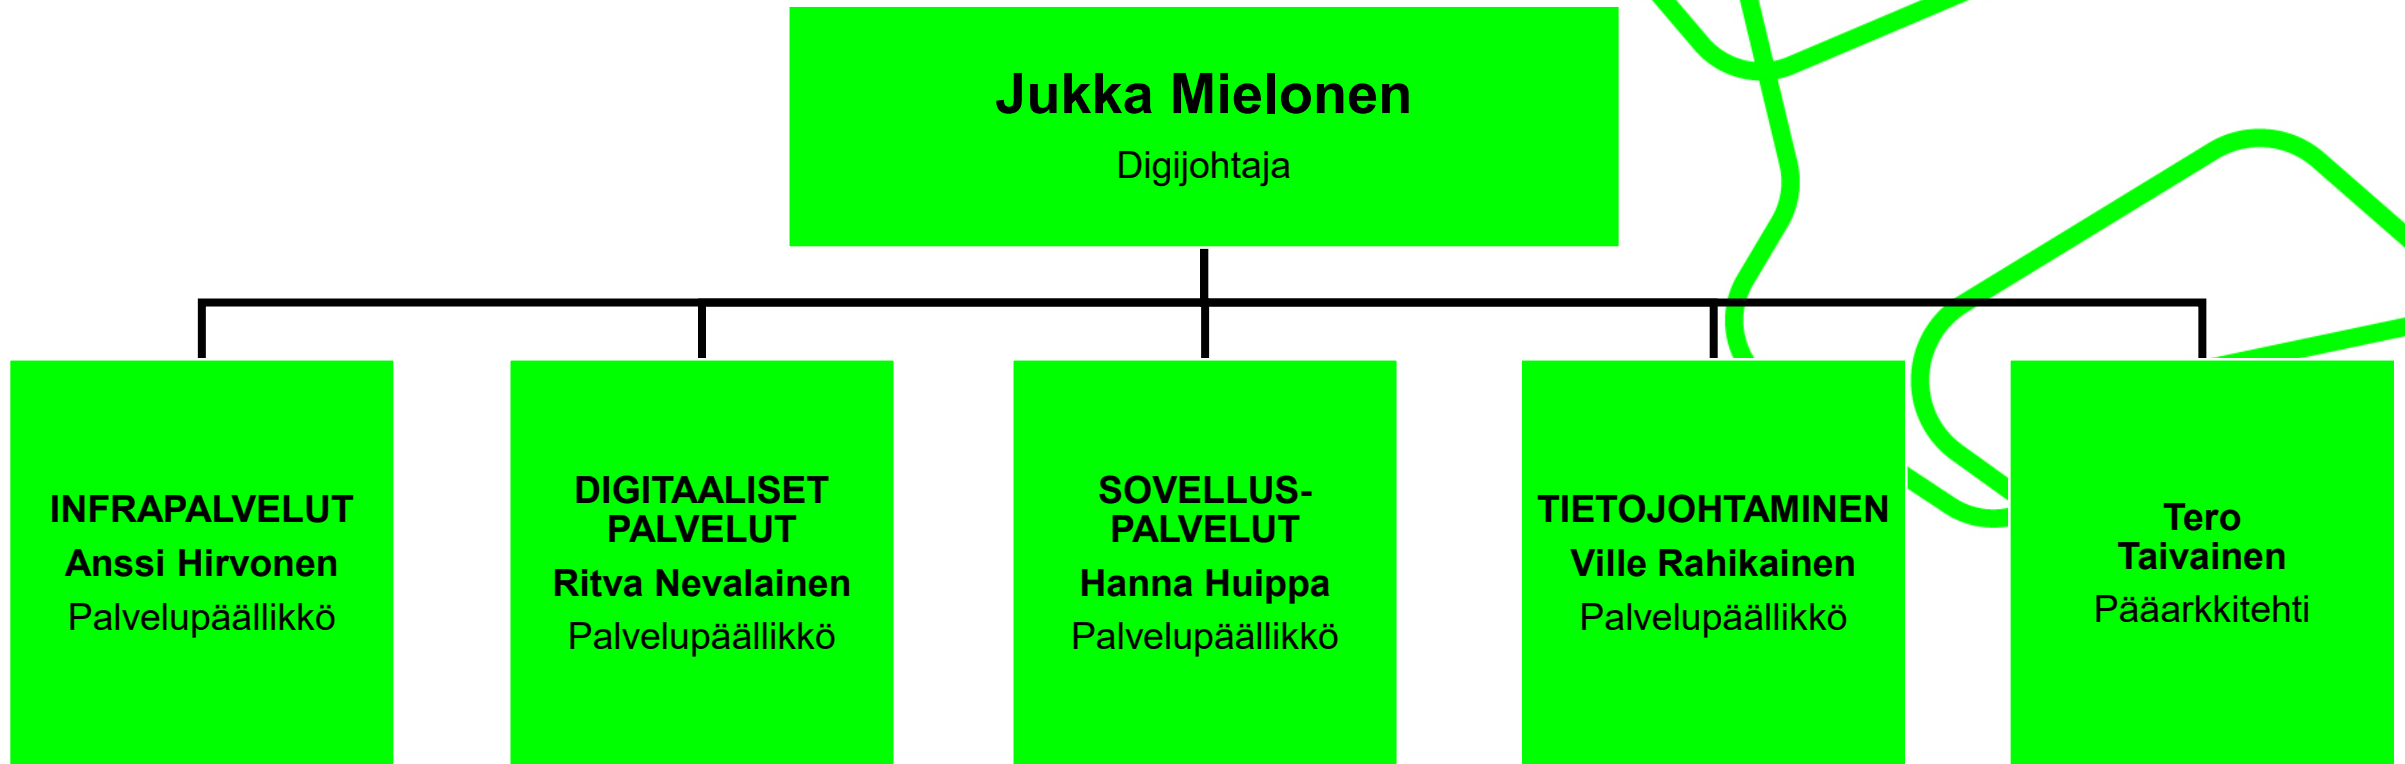 Jukka Mielonen
Digijohtaja
INFRAPALVELUT
Anssi Hirvonen
Palvelupäällikkö
DIGITAALISET
PALVELUT
Ritva Nevalainen
Palvelupäällikkö
SOVELLUS-
PALVELUT
Hanna Huippa
Palvelupäällikkö
TIETOJOHTAMINEN
Ville Rahikainen
Palvelupäällikkö
Tero
Taivainen
Pääarkkitehti